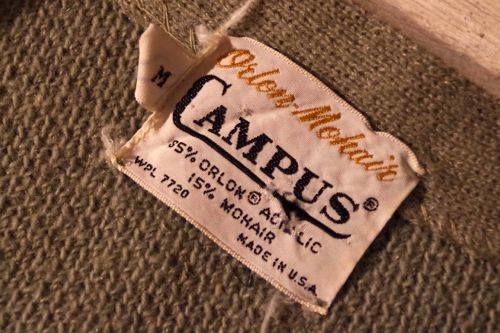 M
Orlon-Mohair
CAMPUS®
85% ORLON® ACRYLIC
15% MOHAIR
WPL 7720
MADE IN U.S.A.